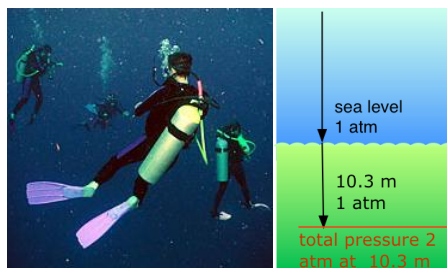 sea level
1 atm
10.3 m
1 atm
total pressure 2
atm at 10.3 m